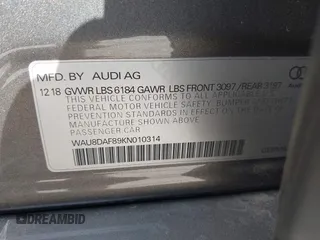 MFD. BY AUDI AG
12 18 GVWR LBS 6184 GAWR LBS FRONT 3097 /REAR
THIS VEHICLE CONFORMS TO ALL APPLICABLE
FEDERAL MOTOR VEHICLE SAFETY, BUMPER, AND THEFT
PREVENTION STANDARDS IN EFFECT ON THE DATE OF
MANUFACTURE SHOWN ABOVE.
PASSENGER CAR
WAU8DAF89KN010314
Audi
DREAMBID